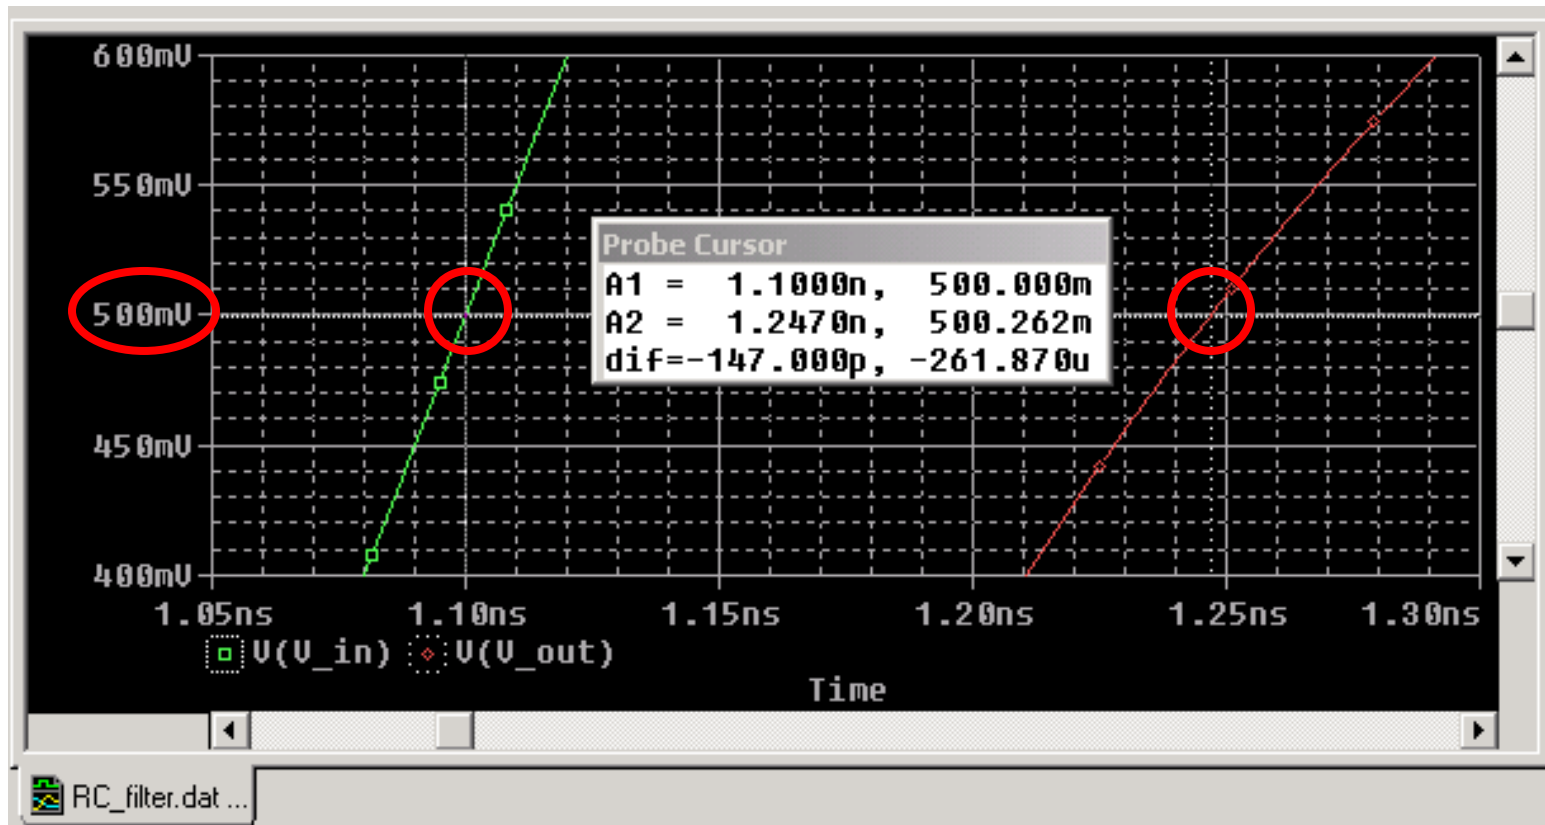 600mV
550mV
500mV
450mV
400mV
Probe Cursor
A1 = 1.1000n, 500.000m
A2 = 1.2470n, 500.262m
dif=-147.000p, -261.870u
1.05ns 1.10ns 1.15ns 1.20ns 1.25ns 1.30ns
V(V_in) V(V_out)
Time
RC_filter.dat ...